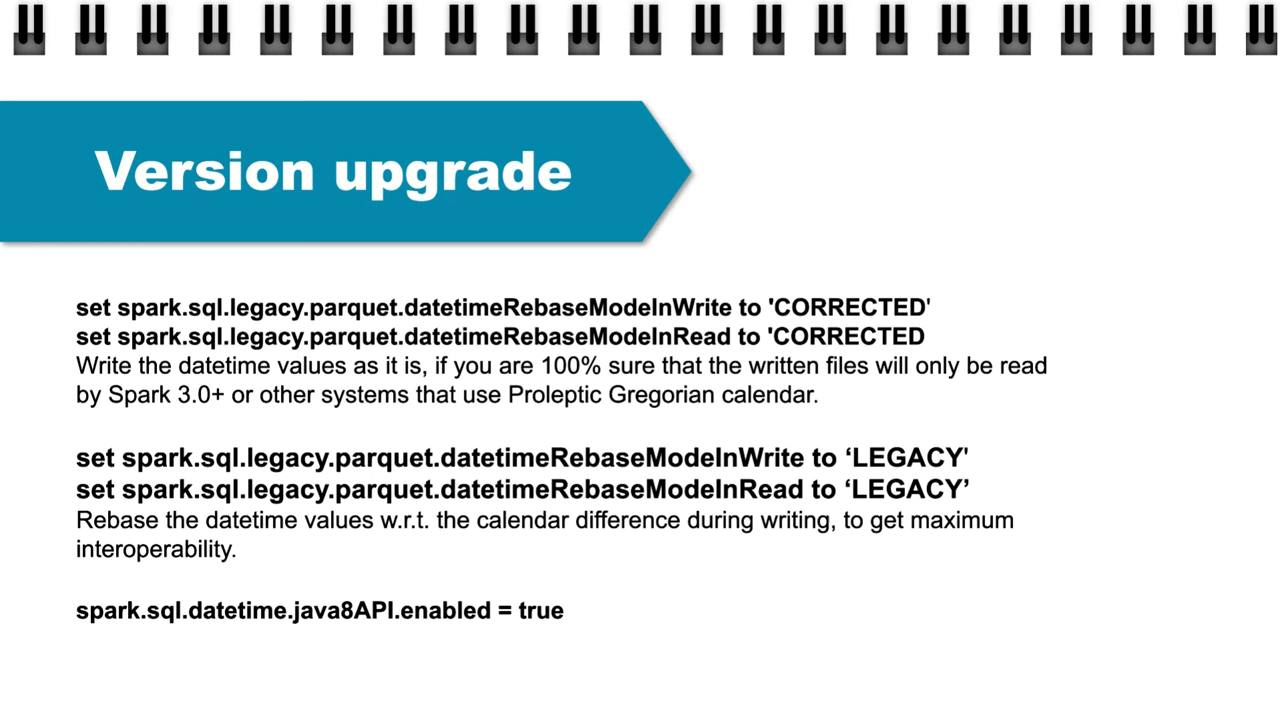 Version upgrade
set spark.sql.legacy.parquet.datetimeRebaseModeInWrite to 'CORRECTED'
set spark.sql.legacy.parquet.datetimeRebaseModeInRead to 'CORRECTED
Write the datetime values as it is, if you are 100% sure that the written files will only be read
by Spark 3.0+ or other systems that use Proleptic Gregorian calendar.
set spark.sql.legacy.parquet.datetimeRebaseModeInWrite to ‘LEGACY'
set spark.sql.legacy.parquet.datetimeRebaseModeInRead to ‘LEGACY’
Rebase the datetime values w.r.t. the calendar difference during writing, to get maximum
interoperability.
spark.sql.datetime.java8API.enabled = true